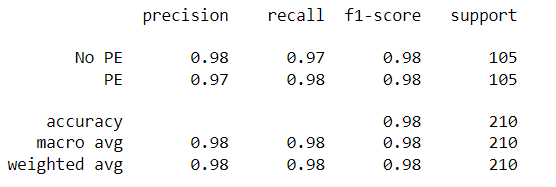 precision recall f1-score support
No PE 0.98 0.97 0.98 105
PE 0.97 0.98 0.98 105
accuracy 0.98 210
macro avg 0.98 0.98 0.98 210
weighted avg 0.98 0.98 0.98 210